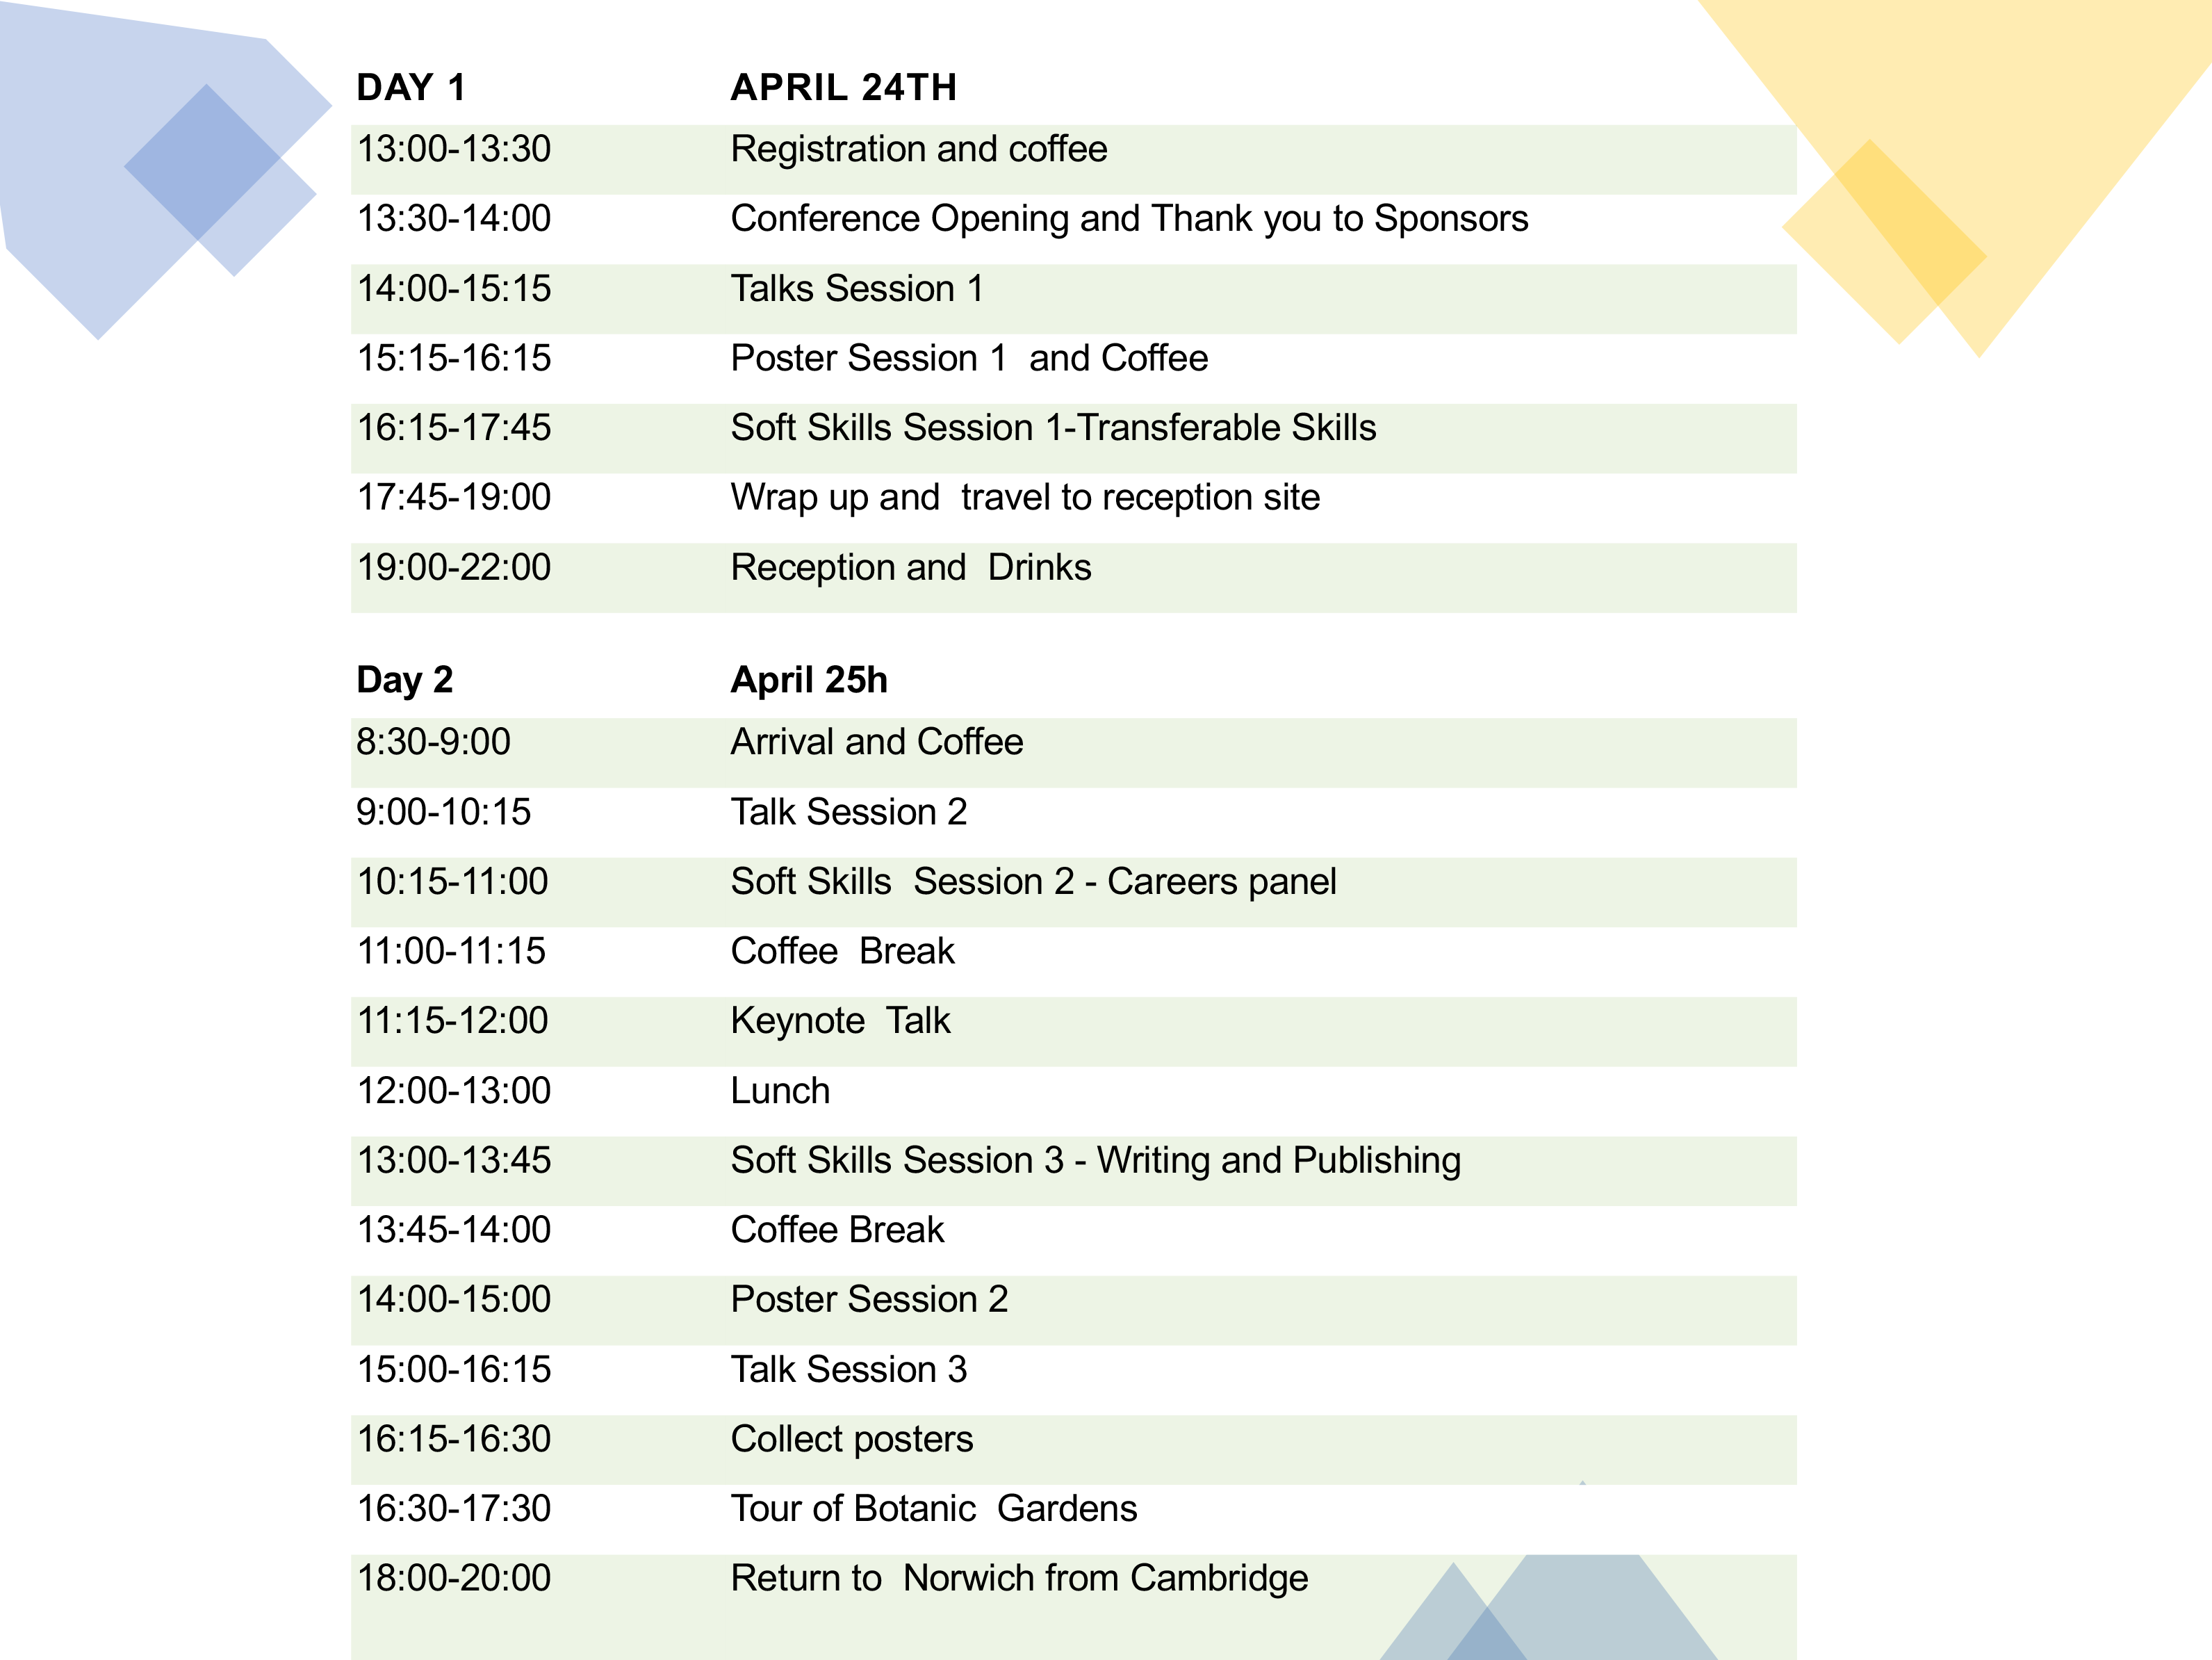 DAY 1 APRIL 24TH
13:00-13:30 Registration and coffee
13:30-14:00 Conference Opening and Thank you to Sponsors
14:00-15:15 Talks Session 1
15:15-16:15 Poster Session 1 and Coffee
16:15-17:45 Soft Skills Session 1-Transferable Skills
17:45-19:00 Wrap up and travel to reception site
19:00-22:00 Reception and Drinks
Day 2 April 25h
8:30-9:00 Arrival and Coffee
9:00-10:15 Talk Session 2
10:15-11:00 Soft Skills Session 2 - Careers panel
11:00-11:15 Coffee Break
11:15-12:00 Keynote Talk
12:00-13:00 Lunch
13:00-13:45 Soft Skills Session 3 - Writing and Publishing
13:45-14:00 Coffee Break
14:00-15:00 Poster Session 2
15:00-16:15 Talk Session 3
16:15-16:30 Collect posters
16:30-17:30 Tour of Botanic Gardens
18:00-20:00 Return to Norwich from Cambridge